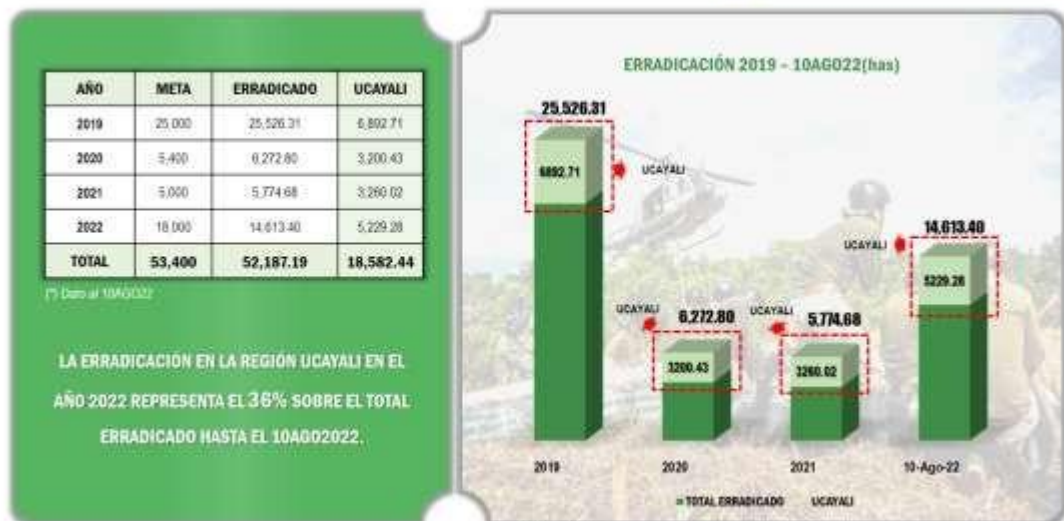 AÑO META ERRADICADO UCAYALI
2019 25,000 25,526.31 6,892.71
2020 5,400 6,272.80 3,200.43
2021 5,000 5,774.68 3,260.02
2022 18,000 14,613.40 5,229.28
TOTAL 53,400 52,187.19 18,582.44
(*) Dato al 10AGO22
LA ERRADICACIÓN EN LA REGIÓN UCAYALI EN EL
AÑO 2022 REPRESENTA EL 36% SOBRE EL TOTAL
ERRADICADO HASTA EL 10AGO2022.
ERRADICACIÓN 2019 – 10AGO22(has)
25,526.31
6892.71
UCAYALI
UCAYALI
6,272.80
3200.43
UCAYALI
5,774.68
3260.02
UCAYALI
14,613.40
5229.28
2019 2020 2021 10-Ago-22
TOTAL ERRADICADO UCAYALI